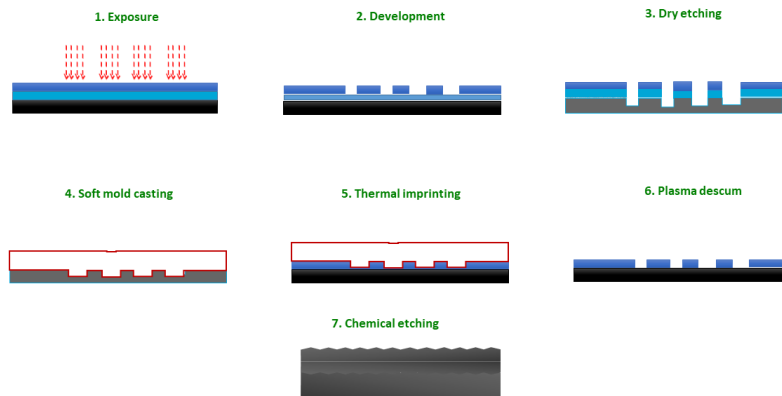 1. Exposure
2. Development
3. Dry etching
4. Soft mold casting
5. Thermal imprinting
6. Plasma descum
7. Chemical etching